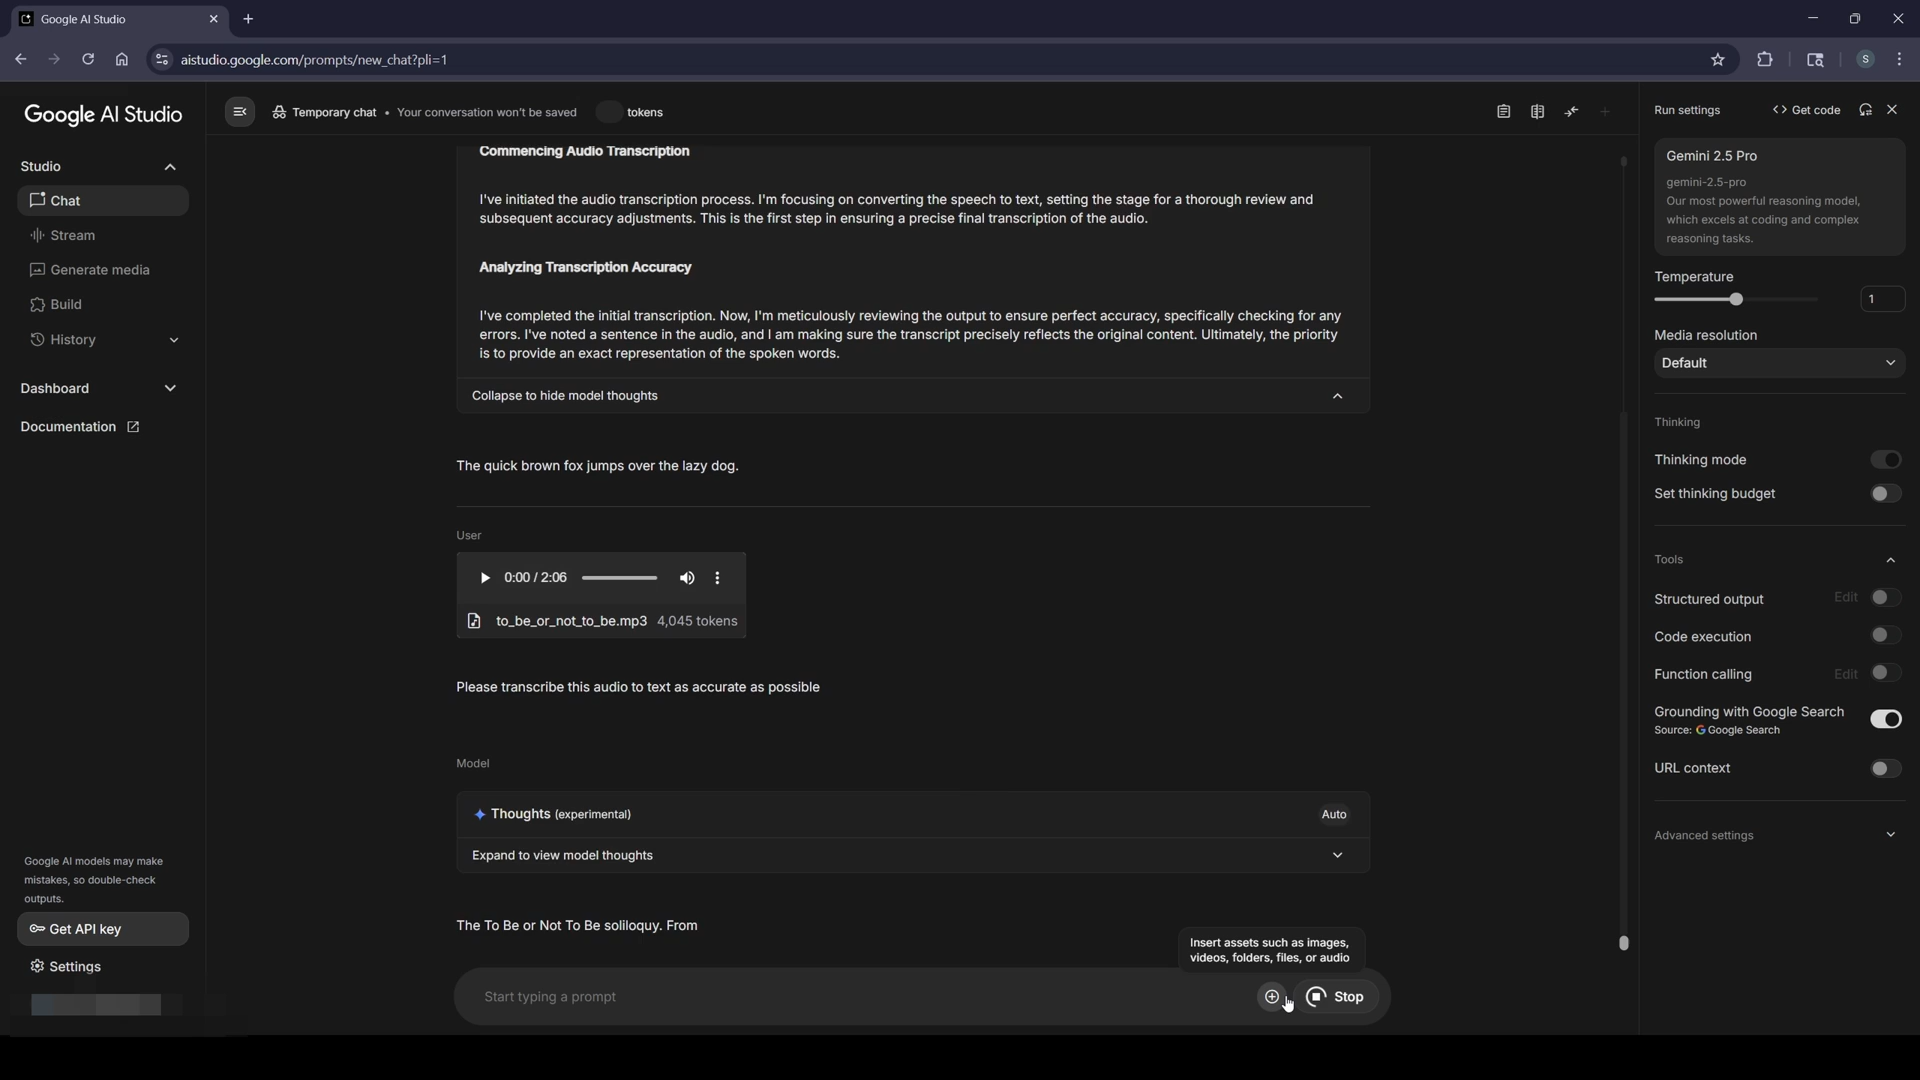 Google AI Studio
aistudio.google.com/prompts/new_chat?pli=1
S
Google AI Studio
Studio
Chat
Stream
Generate media
Build
History
Dashboard
Documentation
Google AI models may make
mistakes, so double-check
outputs.
Get API key
Settings
Temporary chat • Your conversation won't be saved
tokens
Commencing Audio Transcription
I've initiated the audio transcription process. I'm focusing on converting the speech to text, setting the stage for a thorough review and
subsequent accuracy adjustments. This is the first step in ensuring a precise final transcription of the audio.
Analyzing Transcription Accuracy
I've completed the initial transcription. Now, I'm meticulously reviewing the output to ensure perfect accuracy, specifically checking for any
errors. I've noted a sentence in the audio, and I am making sure the transcript precisely reflects the original content. Ultimately, the priority
is to provide an exact representation of the spoken words.
Collapse to hide model thoughts
The quick brown fox jumps over the lazy dog.
User
0:00 / 2:06
to_be_or_not_to_be.mp3 4,045 tokens
Please transcribe this audio to text as accurate as possible
Model
Thoughts (experimental)
Auto
Expand to view model thoughts
The To Be or Not To Be soliloquy. From
Insert assets such as images,
videos, folders, files, or audio
Start typing a prompt
Stop
Run settings
<> Get code
Gemini 2.5 Pro
gemini-2.5-pro
Our most powerful reasoning model,
which excels at coding and complex
reasoning tasks.
Temperature
1
Media resolution
Default
Thinking
Thinking mode
Set thinking budget
Tools
Structured output Edit
Code execution
Function calling Edit
Grounding with Google Search
Source: G Google Search
URL context
Advanced settings